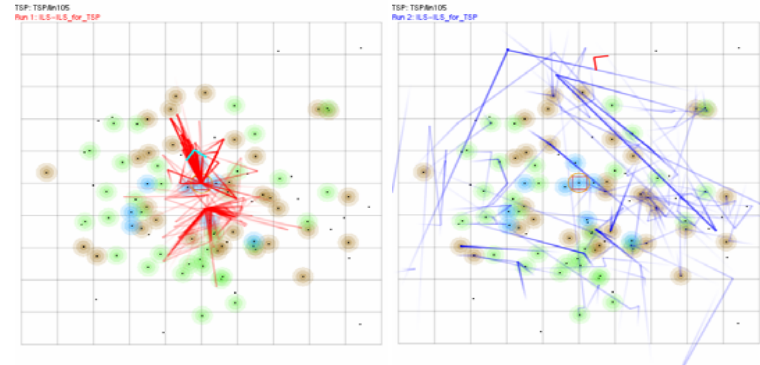 TSP: TSP/lin105
Run 1: ILS-ILS_for_TSP
TSP: TSP/lin105
Run 2: ILS-ILS_for_TSP